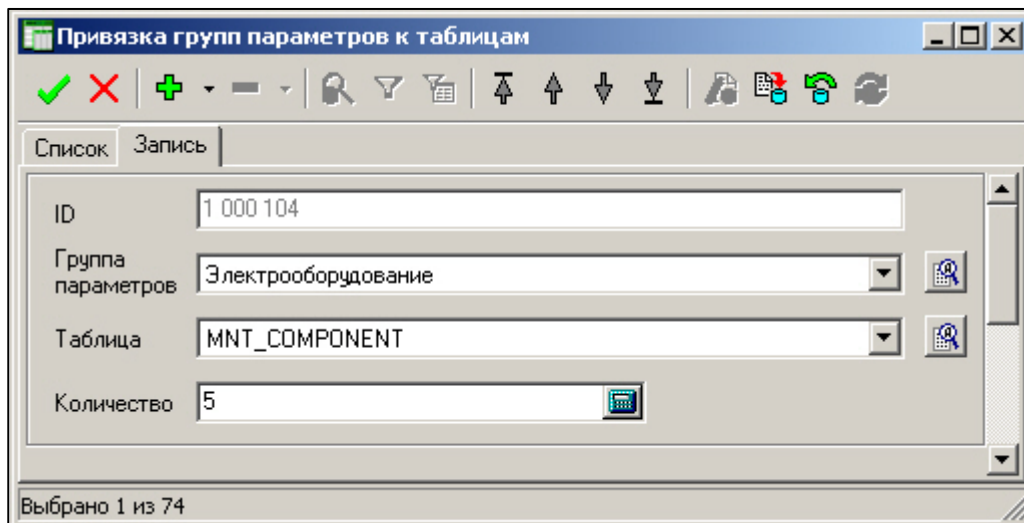 Привязка групп параметров к таблицам
Список Запись
ID 1 000 104
Группа
параметров Электрооборудование
Таблица MNT_COMPONENT
Количество 5
Выбрано 1 из 74